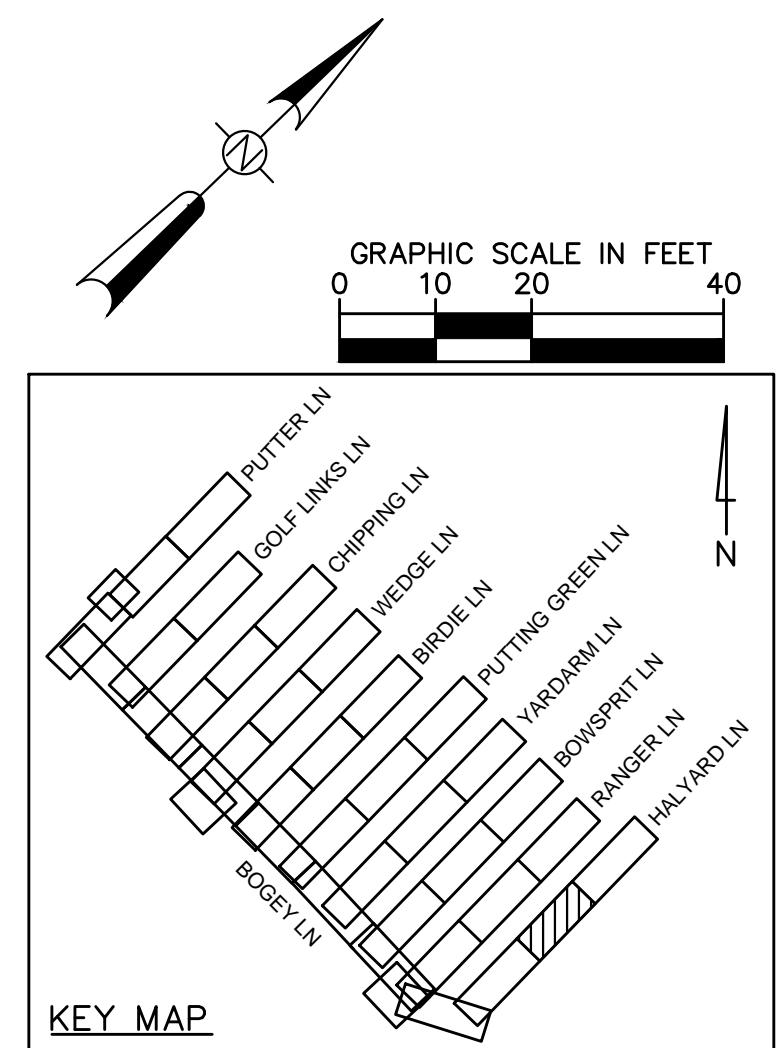 N
GRAPHIC SCALE IN FEET
0 10 20 40
PUTTER LN
GOLF LINKS LN
CHIPPING LN
WEDGE LN
BIRDIE LN
PUTTING GREEN LN
YARDARM LN
BOWSPRIT LN
RANGER LN
HALYARD LN
N
BOGEY LN
KEY MAP